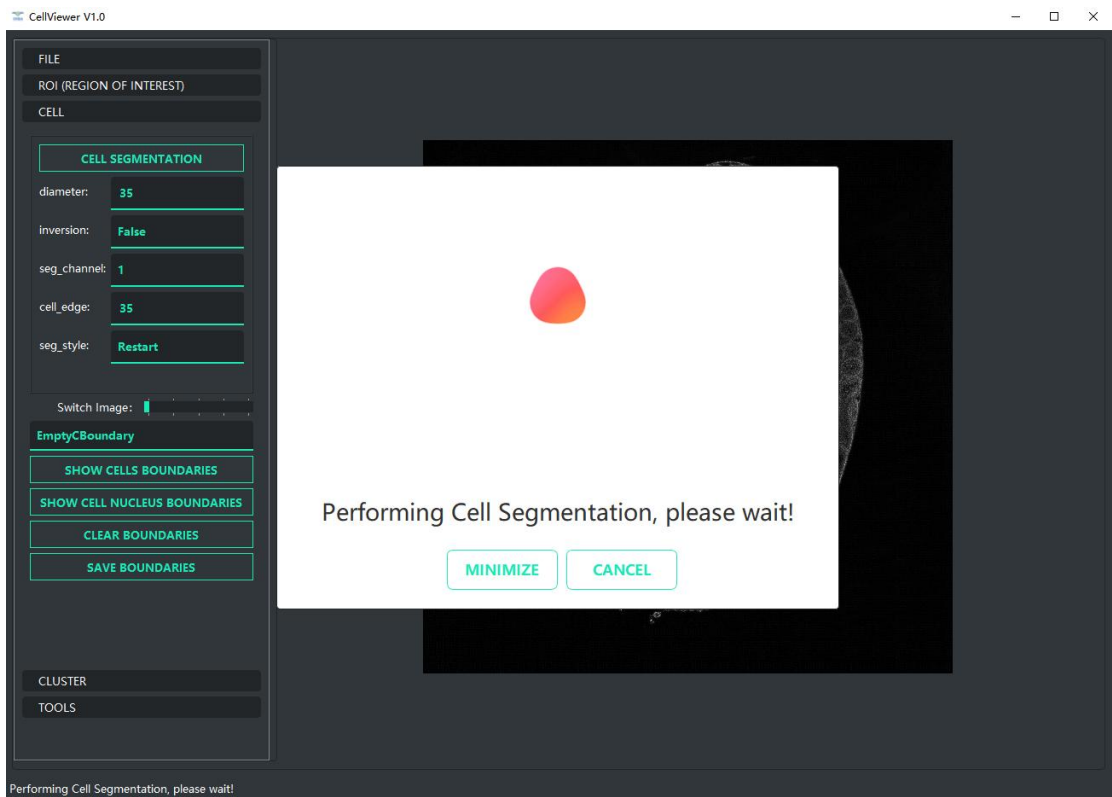 CellViewer V1.0
FILE
ROI (REGION OF INTEREST)
CELL
CELL SEGMENTATION
diameter: 35
inversion: False
seg_channel: 1
cell_edge: 35
seg_style: Restart
Switch Image:
EmptyCBoundary
SHOW CELLS BOUNDARIES
SHOW CELL NUCLEUS BOUNDARIES
CLEAR BOUNDARIES
SAVE BOUNDARIES
CLUSTER
TOOLS
Performing Cell Segmentation, please wait!
MINIMIZE CANCEL
Performing Cell Segmentation, please wait!